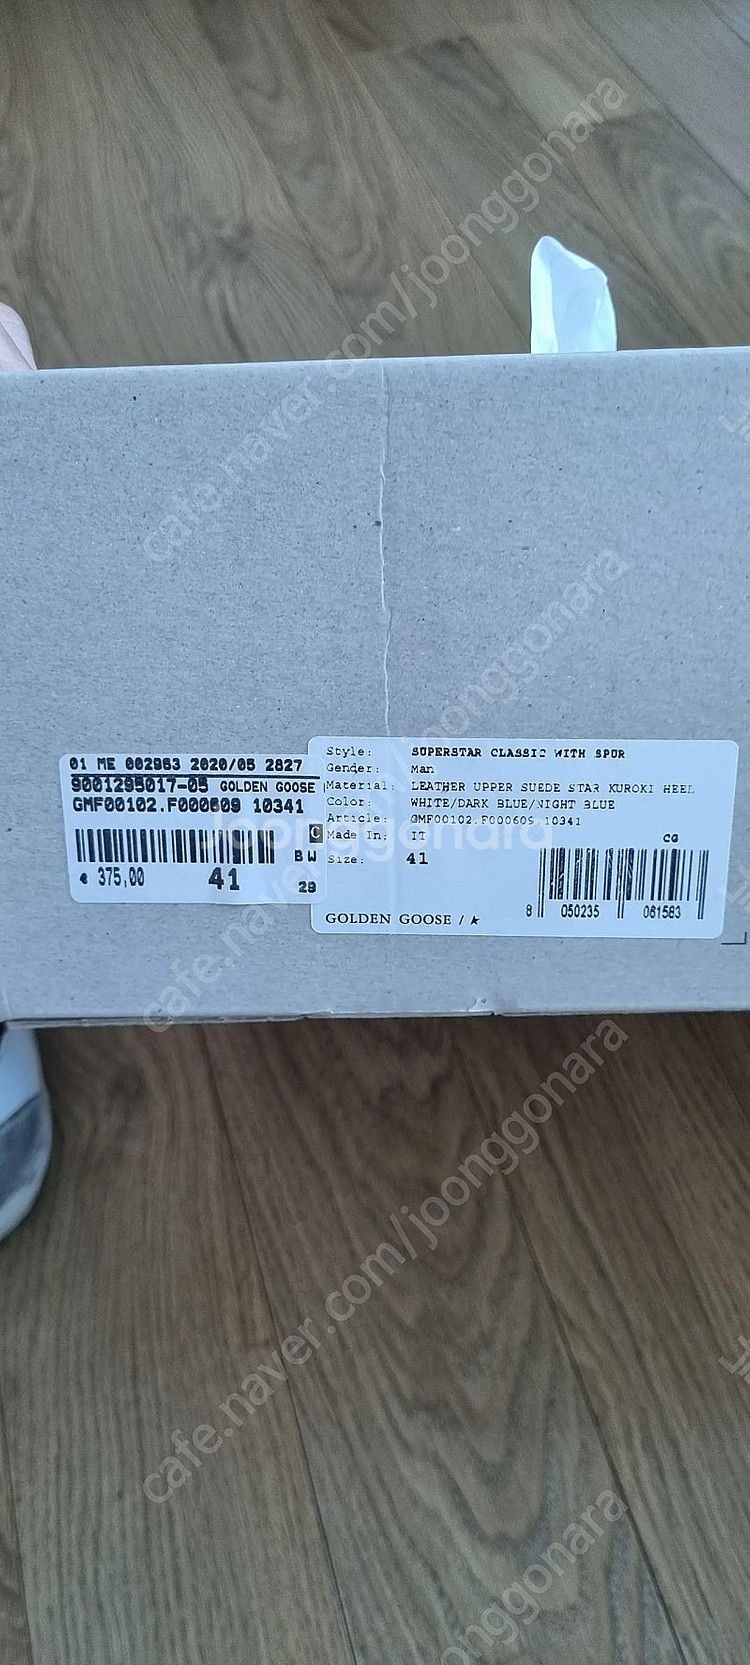 01 ME 002963 2020/05 2827
9001295017-05 GOLDEN GOOSE
GMF00102.F000609 10341
C
BW
€ 375,00 41 29
Style: SUPERSTAR CLASSIC WITH SPUR
Gender: Man
Material: LEATHER UPPER SUEDE STAR KUROKI HEEL
Color: WHITE/DARK BLUE/NIGHT BLUE
Article: GMF00102.F000609.10341
Made In: IT
CG
Size: 41
8 050235 061583
GOLDEN GOOSE / ★
cafe.naver.com/joonggonara
cafe.naver.com/joonggonara
Joonggonara
cafe.naver.com/joonggonara